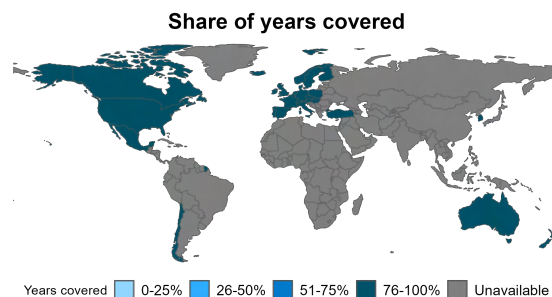 Share of years covered
Years covered 0-25% 26-50% 51-75% 76-100% Unavailable